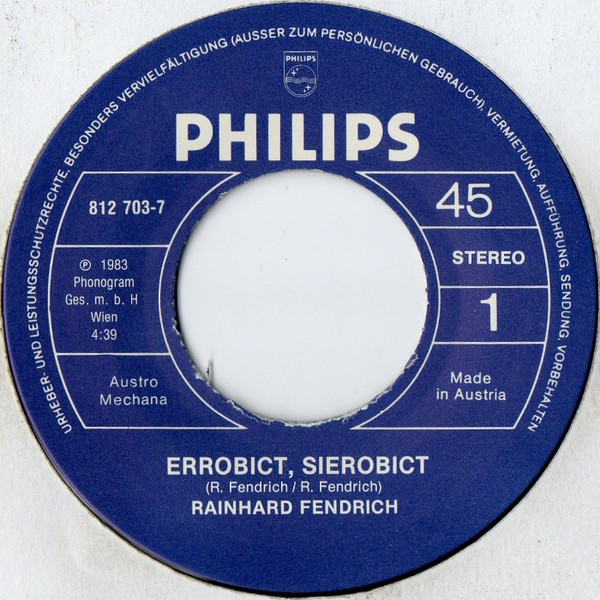 URHEBER- UND LEISTUNGSSCHUTZRECHTE, BESONDERS VERVIELFÄLTIGUNG (AUSSER ZUM PERSÖNLICHEN GEBRAUCH), VERMIETUNG, AUFFÜHRUNG, SENDUNG, VORBEHALTEN
PHILIPS
PHILIPS
812 703-7
℗ 1983
Phonogram
Ges. m. b. H
Wien
4:39
Austro
Mechana
45
STEREO
1
Made
in Austria
ERROBICT, SIEROBICT
(R. Fendrich / R. Fendrich)
RAINHARD FENDRICH